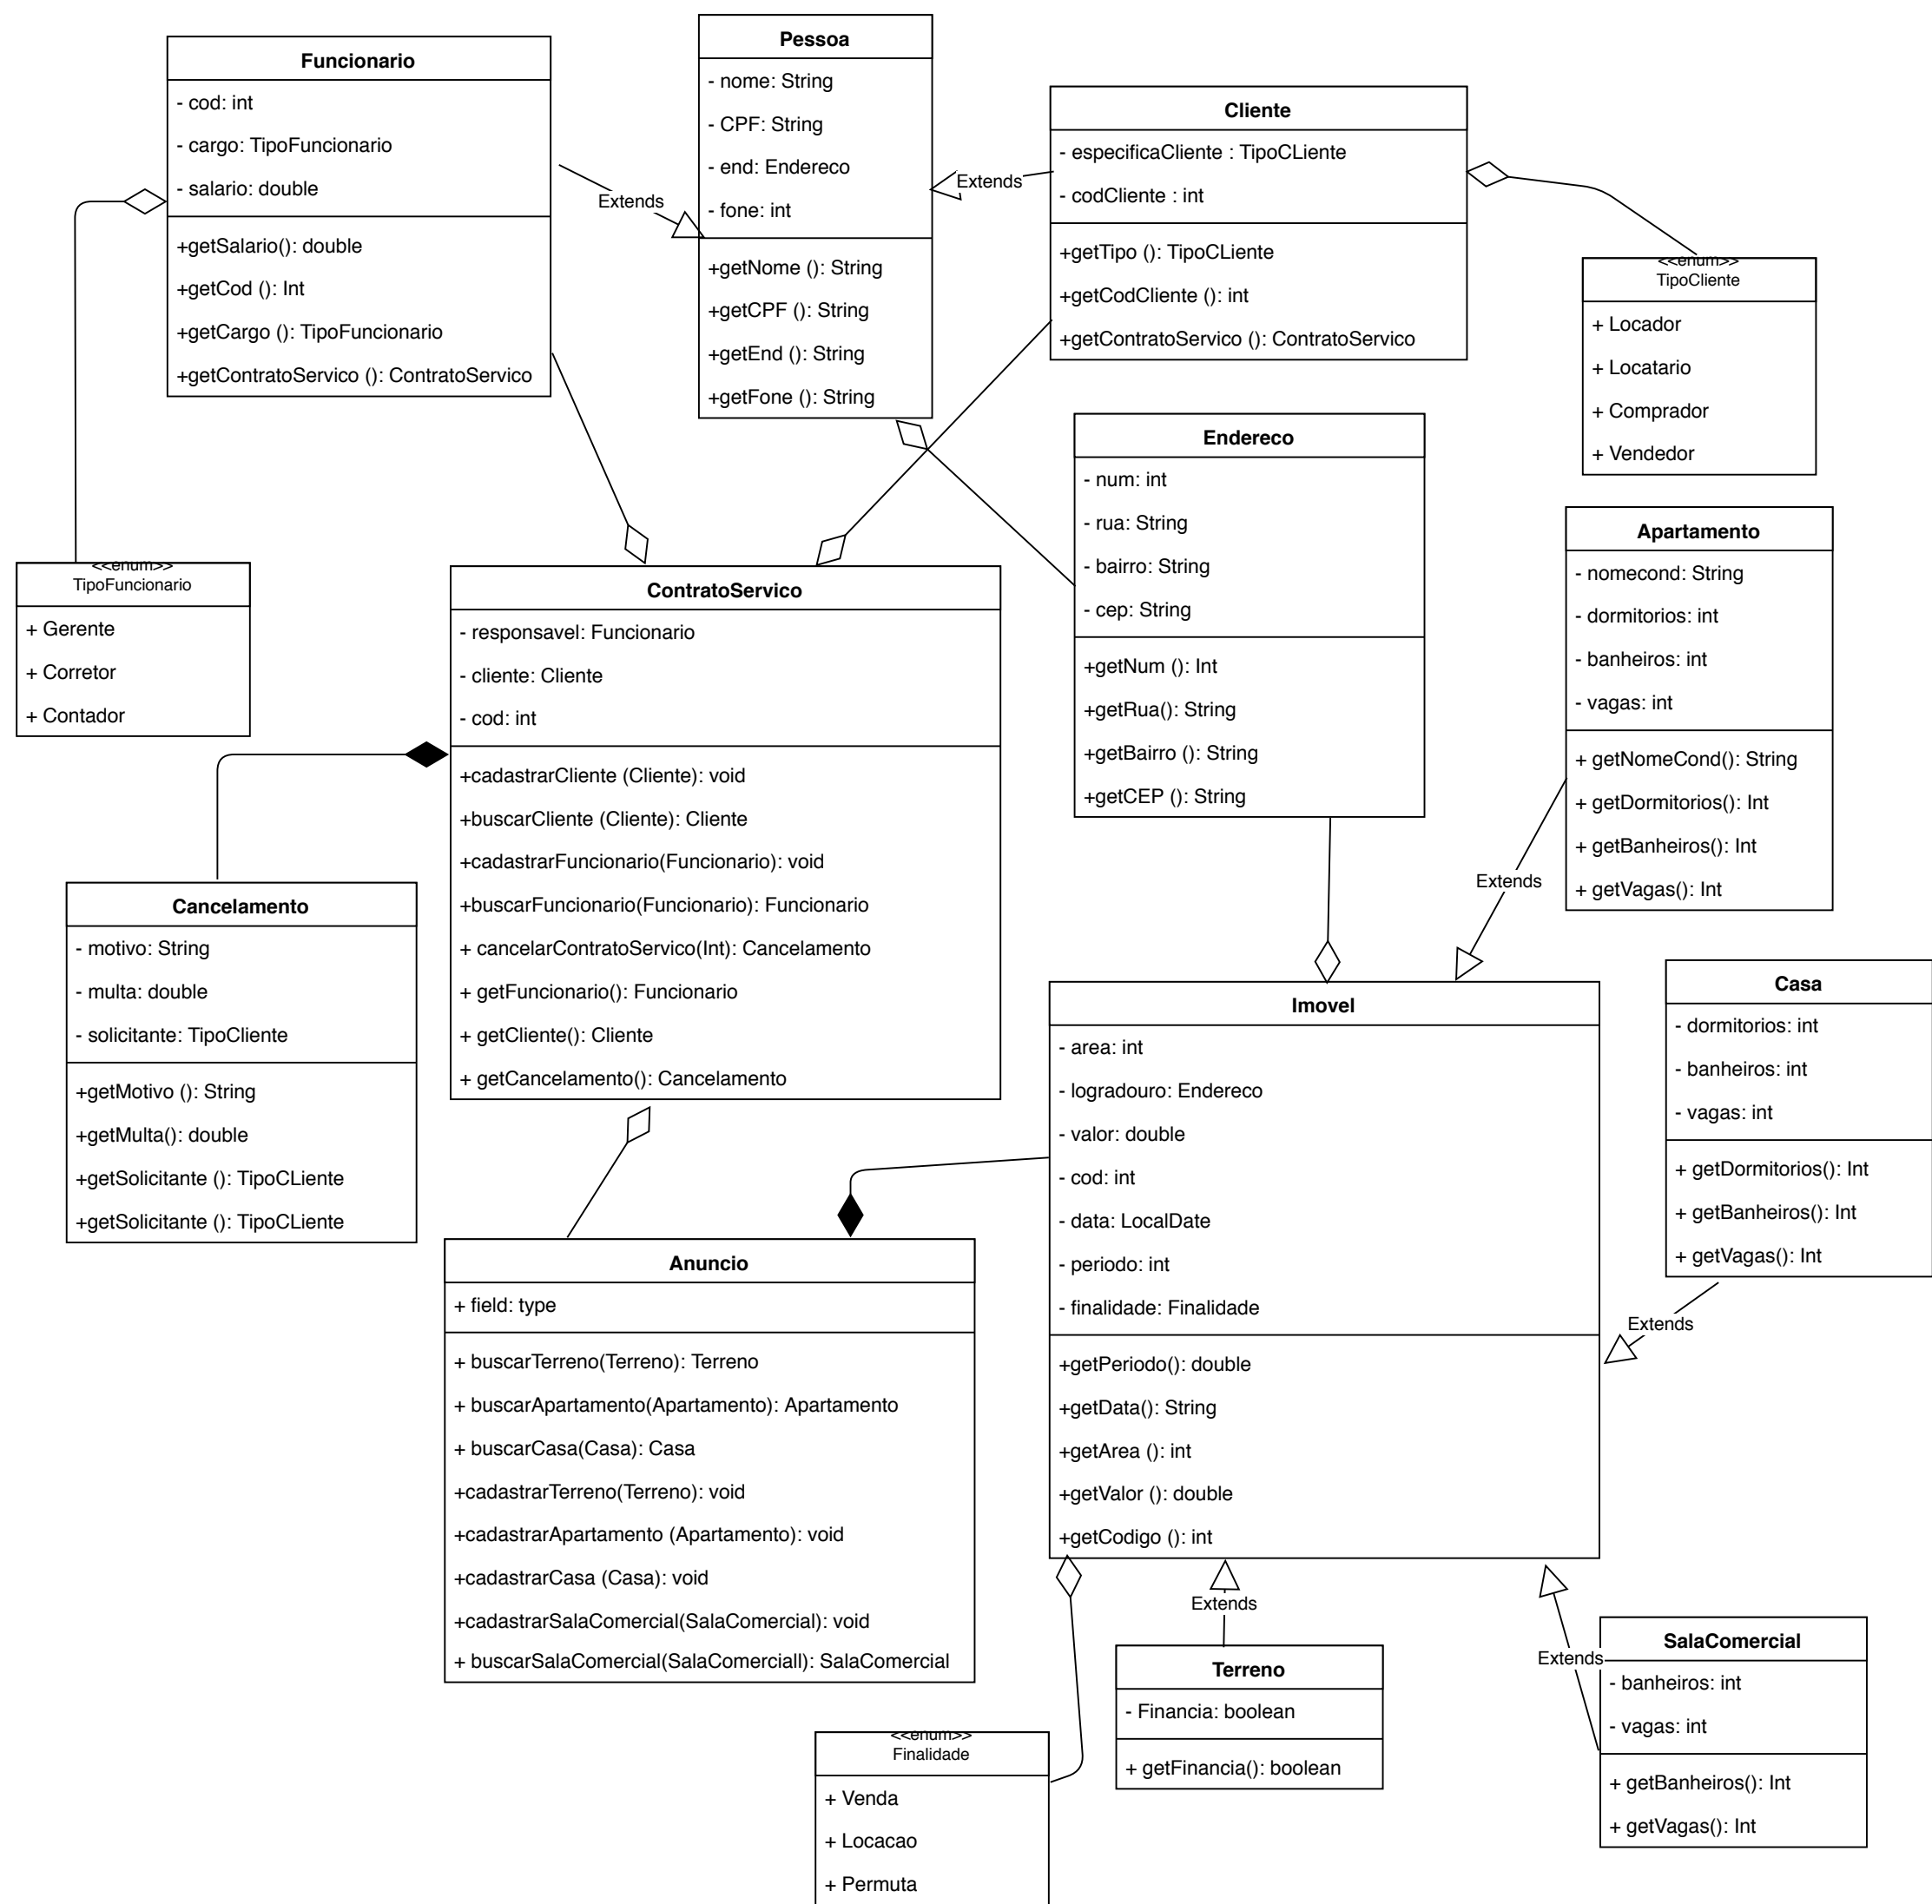 Funcionario
- cod: int
- cargo: TipoFuncionario
- salario: double
+getSalario(): double
+getCod (): Int
+getCargo (): TipoFuncionario
+getContratoServico (): ContratoServico
Extends
Pessoa
- nome: String
- CPF: String
- end: Endereco
- fone: int
+getNome (): String
+getCPF (): String
+getEnd (): String
+getFone (): String
Extends
Cliente
- especificaCliente : TipoCLiente
- codCliente : int
+getTipo (): TipoCLiente
+getCodCliente (): int
+getContratoServico (): ContratoServico
<<enum>>
TipoCliente
+ Locador
+ Locatario
+ Comprador
+ Vendedor
Endereco
- num: int
- rua: String
- bairro: String
- cep: String
+getNum (): Int
+getRua(): String
+getBairro (): String
+getCEP (): String
Apartamento
- nomecond: String
- dormitorios: int
- banheiros: int
- vagas: int
+ getNomeCond(): String
+ getDormitorios(): Int
+ getBanheiros(): Int
+ getVagas(): Int
Extends
<<enum>>
TipoFuncionario
+ Gerente
+ Corretor
+ Contador
ContratoServico
- responsavel: Funcionario
- cliente: Cliente
- cod: int
+cadastrarCliente (Cliente): void
+buscarCliente (Cliente): Cliente
+cadastrarFuncionario(Funcionario): void
+buscarFuncionario(Funcionario): Funcionario
+ cancelarContratoServico(Int): Cancelamento
+ getFuncionario(): Funcionario
+ getCliente(): Cliente
+ getCancelamento(): Cancelamento
Cancelamento
- motivo: String
- multa: double
- solicitante: TipoCliente
+getMotivo (): String
+getMulta(): double
+getSolicitante (): TipoCLiente
+getSolicitante (): TipoCLiente
Imovel
- area: int
- logradouro: Endereco
- valor: double
- cod: int
- data: LocalDate
- periodo: int
- finalidade: Finalidade
+getPeriodo(): double
+getData(): String
+getArea (): int
+getValor (): double
+getCodigo (): int
Casa
- dormitorios: int
- banheiros: int
- vagas: int
+ getDormitorios(): Int
+ getBanheiros(): Int
+ getVagas(): Int
Extends
Anuncio
+ field: type
+ buscarTerreno(Terreno): Terreno
+ buscarApartamento(Apartamento): Apartamento
+ buscarCasa(Casa): Casa
+cadastrarTerreno(Terreno): void
+cadastrarApartamento (Apartamento): void
+cadastrarCasa (Casa): void
+cadastrarSalaComercial(SalaComercial): void
+ buscarSalaComercial(SalaComerciall): SalaComercial
Extends
Terreno
- Financia: boolean
+ getFinancia(): boolean
Extends
SalaComercial
- banheiros: int
- vagas: int
+ getBanheiros(): Int
+ getVagas(): Int
<<enum>>
Finalidade
+ Venda
+ Locacao
+ Permuta